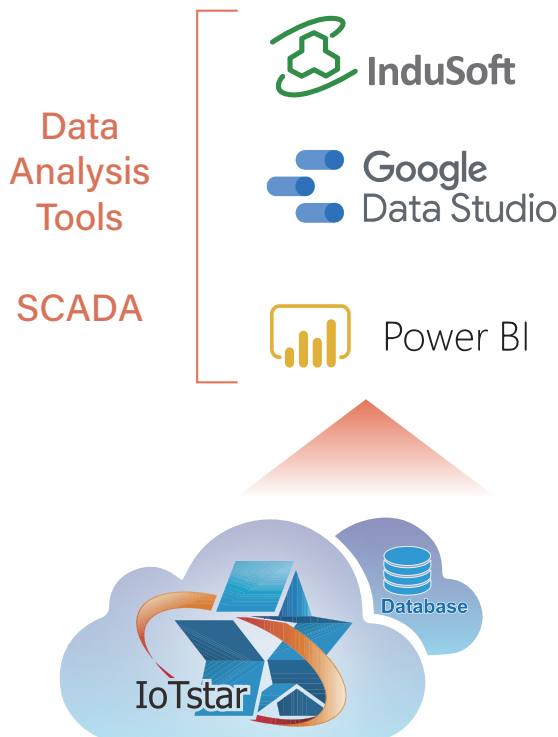 Data
Analysis
Tools
SCADA
InduSoft
Google
Data Studio
Power BI
Database
IoTstar